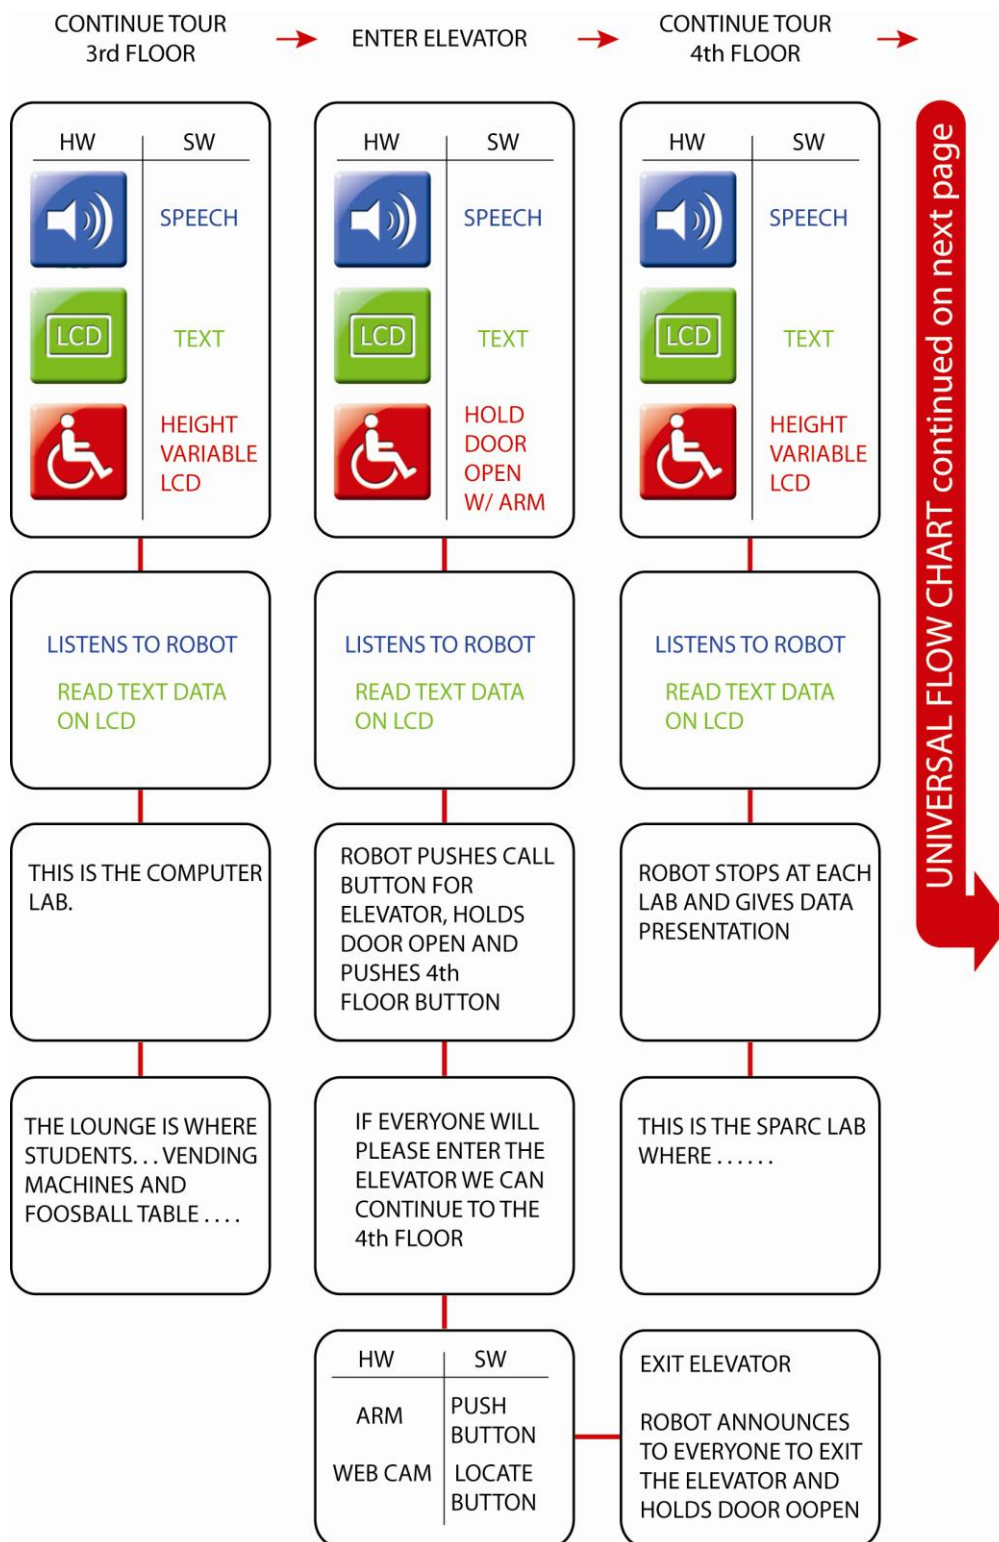 CONTINUE TOUR
3rd FLOOR
ENTER ELEVATOR
CONTINUE TOUR
4th FLOOR
HW SW
SPEECH
LCD TEXT
HEIGHT
VARIABLE
LCD
LISTENS TO ROBOT
READ TEXT DATA
ON LCD
THIS IS THE COMPUTER
LAB.
THE LOUNGE IS WHERE
STUDENTS. . . VENDING
MACHINES AND
FOOSBALL TABLE . . . .
HW SW
SPEECH
LCD TEXT
HOLD
DOOR
OPEN
W/ ARM
LISTENS TO ROBOT
READ TEXT DATA
ON LCD
ROBOT PUSHES CALL
BUTTON FOR
ELEVATOR, HOLDS
DOOR OPEN AND
PUSHES 4th
FLOOR BUTTON
IF EVERYONE WILL
PLEASE ENTER THE
ELEVATOR WE CAN
CONTINUE TO THE
4th FLOOR
HW SW
ARM PUSH
BUTTON
WEB CAM LOCATE
BUTTON
HW SW
SPEECH
LCD TEXT
HEIGHT
VARIABLE
LCD
LISTENS TO ROBOT
READ TEXT DATA
ON LCD
ROBOT STOPS AT EACH
LAB AND GIVES DATA
PRESENTATION
THIS IS THE SPARC LAB
WHERE . . . . . .
EXIT ELEVATOR
ROBOT ANNOUNCES
TO EVERYONE TO EXIT
THE ELEVATOR AND
HOLDS DOOR OOPEN
UNIVERSAL FLOW CHART continued on next page